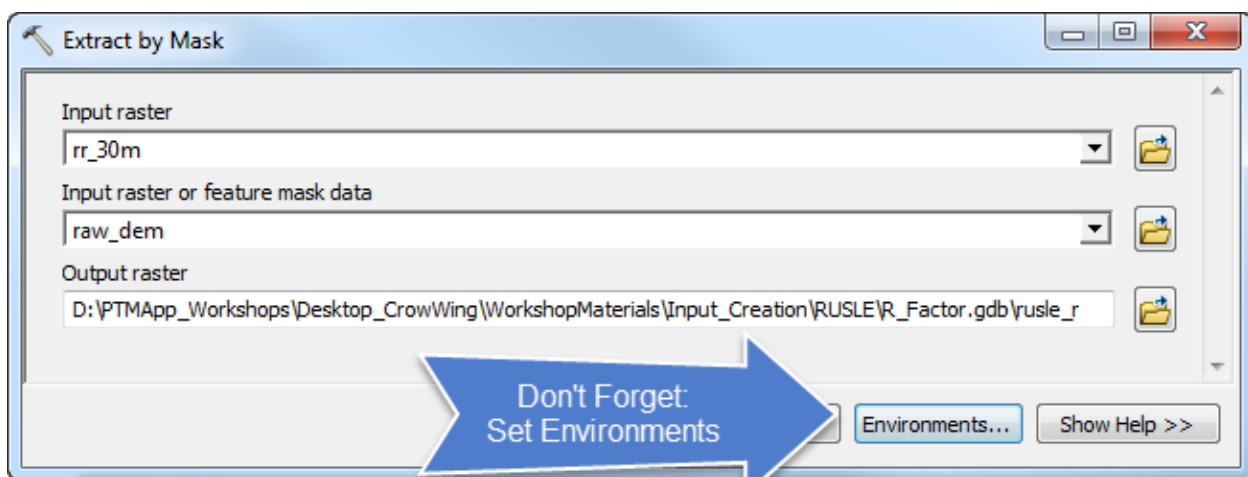 Extract by Mask
Input raster
rr_30m
Input raster or feature mask data
raw_dem
Output raster
D:\PTMApp_Workshops\Desktop_CrowWing\WorkshopMaterials\Input_Creation\RUSLE\R_Factor.gdb\rusle_r
Don't Forget:
Set Environments
Environments...
Show Help >>